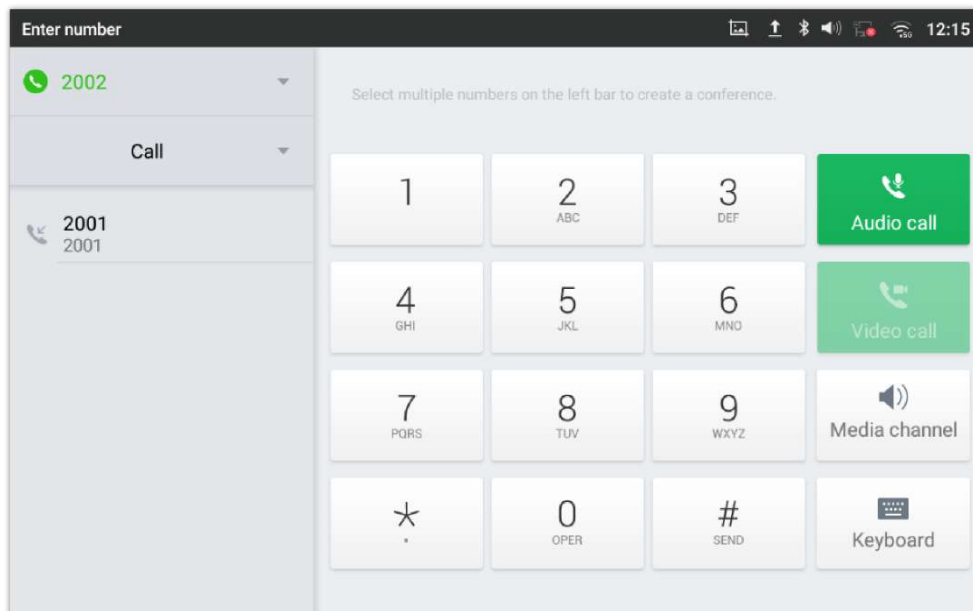 Enter number
12:15
2002
Call
2001
2001
Select multiple numbers on the left bar to create a conference.
1
2
ABC
3
DEF
Audio call
4
GHI
5
JKL
6
MNO
Video call
7
PQRS
8
TUV
9
WXYZ
Media channel
*
.
0
OPER
#
SEND
Keyboard